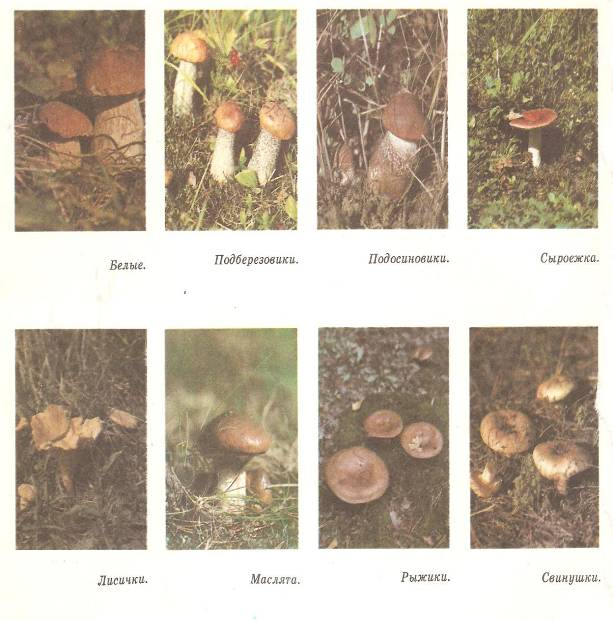 Белые.
Подберезовики.
Подосиновики.
Сыроежка.
Лисички.
Маслята.
Рыжики.
Свинушки.